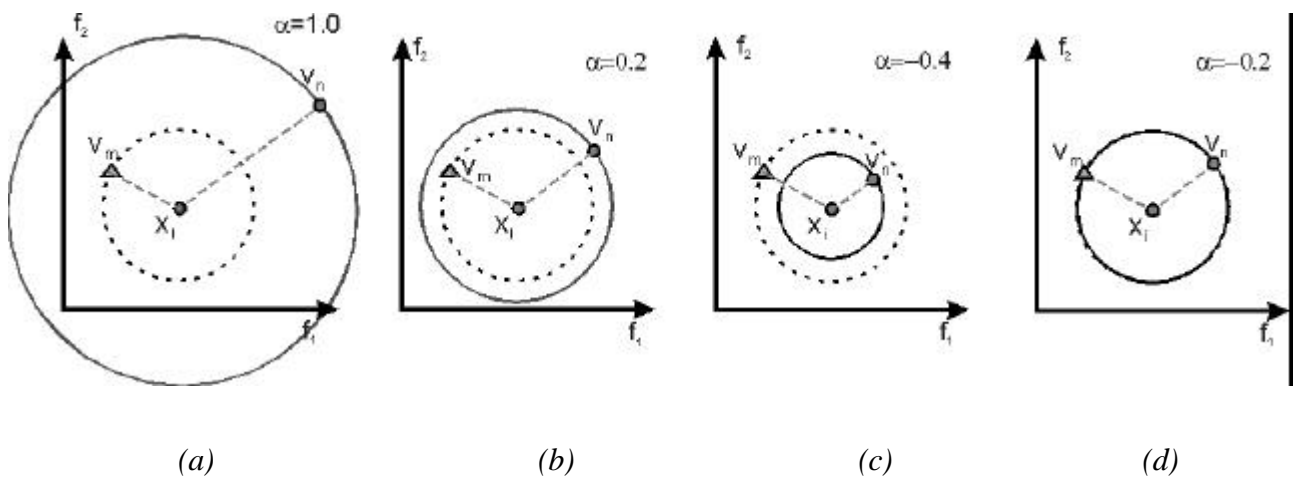 f₂ α=1.0
Vₙ
Vₘ
Xᵢ
f₁
(a)
f₂ α=0.2
Vₙ
Vₘ
Xᵢ
f₁
(b)
f₂ α=−0.4
Vₘ Vₙ
Xᵢ
f₁
(c)
f₂ α=−0.2
Vₘ Vₙ
Xᵢ
(d)